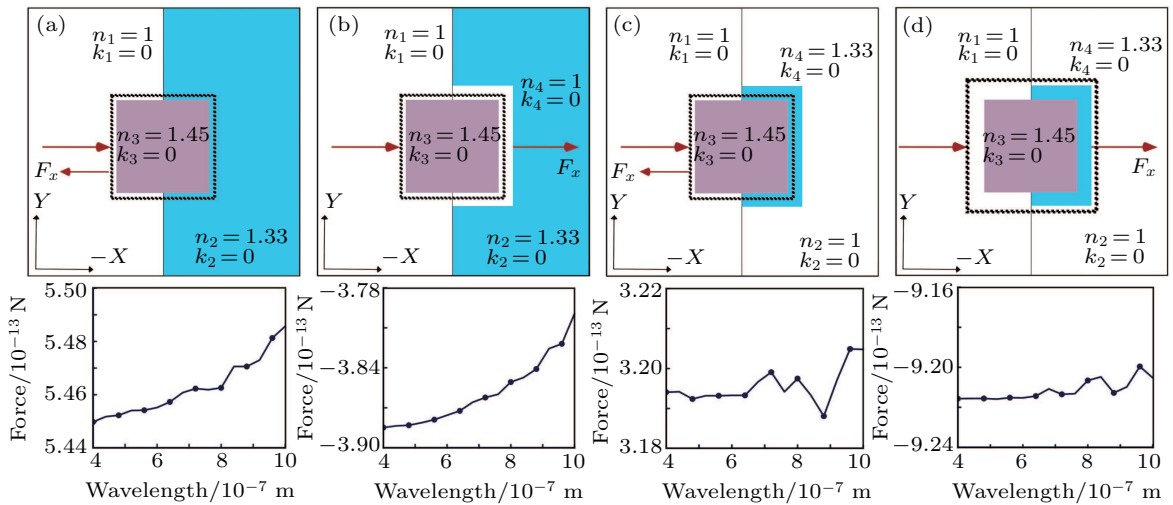 (a)
n₁ = 1
k₁ = 0
n₃ = 1.45
k₃ = 0
Fₓ
Y
−X
n₂ = 1.33
k₂ = 0
(b)
n₁ = 1
k₁ = 0
n₄ = 1
k₄ = 0
n₃ = 1.45
k₃ = 0
Fₓ
Y
−X
n₂ = 1.33
k₂ = 0
(c)
n₁ = 1
k₁ = 0
n₄ = 1.33
k₄ = 0
n₃ = 1.45
k₃ = 0
Fₓ
Y
−X
n₂ = 1
k₂ = 0
(d)
n₁ = 1
k₁ = 0
n₄ = 1.33
k₄ = 0
n₃ = 1.45
k₃ = 0
Fₓ
Y
−X
n₂ = 1
k₂ = 0
Force/10⁻¹³ N
5.50
5.48
5.46
5.44
4 6 8 10
Wavelength/10⁻⁷ m
Force/10⁻¹³ N
−3.78
−3.84
−3.90
4 6 8 10
Wavelength/10⁻⁷ m
Force/10⁻¹³ N
3.22
3.20
3.18
4 6 8 10
Wavelength/10⁻⁷ m
Force/10⁻¹³ N
−9.16
−9.20
−9.24
4 6 8 10
Wavelength/10⁻⁷ m